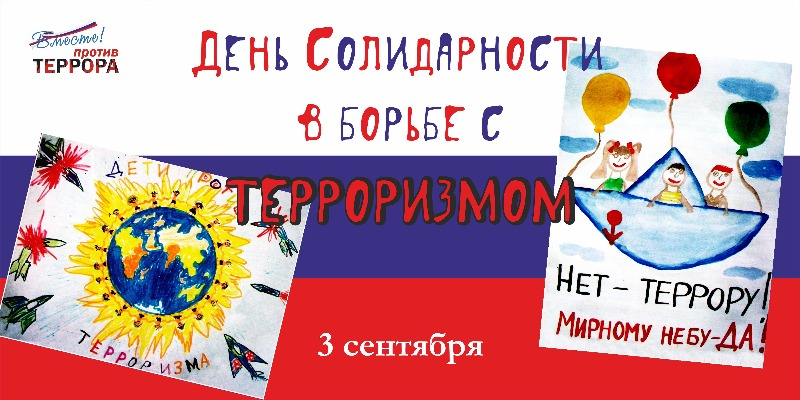 Вместе!
против
ТЕРРОРА
ДЕНЬ СОЛИДАРНОСТИ
В БОРЬБЕ С
ТЕРРОРИЗМОМ
ДЕТИ
ТЕРРОРИЗМА
НЕТ - ТЕРРОРУ!
МИРНОМУ НЕБУ-ДА!
3 сентября